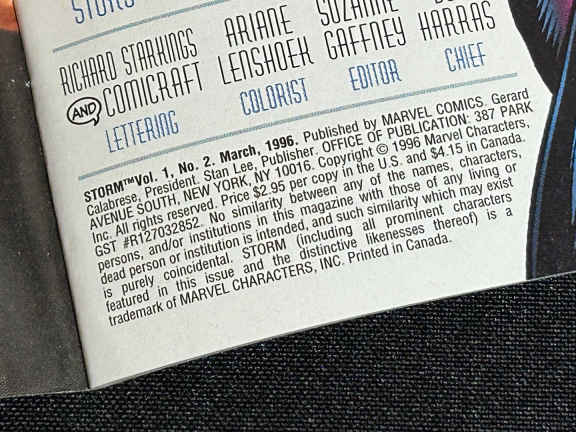 RICHARD STARKINGS
AND COMICRAFT
LETTERING
ARIANE
LENSHOEK
COLORIST
GAFFNEY
EDITOR
HARRAS
CHIEF
STORM™Vol. 1, No. 2. March, 1996. Published by MARVEL COMICS. Gerard
Calabrese, President. Stan Lee, Publisher. OFFICE OF PUBLICATION: 387 PARK
AVENUE SOUTH, NEW YORK, NY 10016. Copyright © 1996 Marvel Characters,
Inc. All rights reserved. Price $2.95 per copy in the U.S. and $4.15 in Canada.
GST #R127032852. No similarity between any of the names, characters,
persons, and/or institutions in this magazine with those of any living or
dead person or institution is intended, and such similarity which may exist
is purely coincidental. STORM (including all prominent characters
featured in this issue and the distinctive likenesses thereof) is a
trademark of MARVEL CHARACTERS, INC. Printed in Canada.